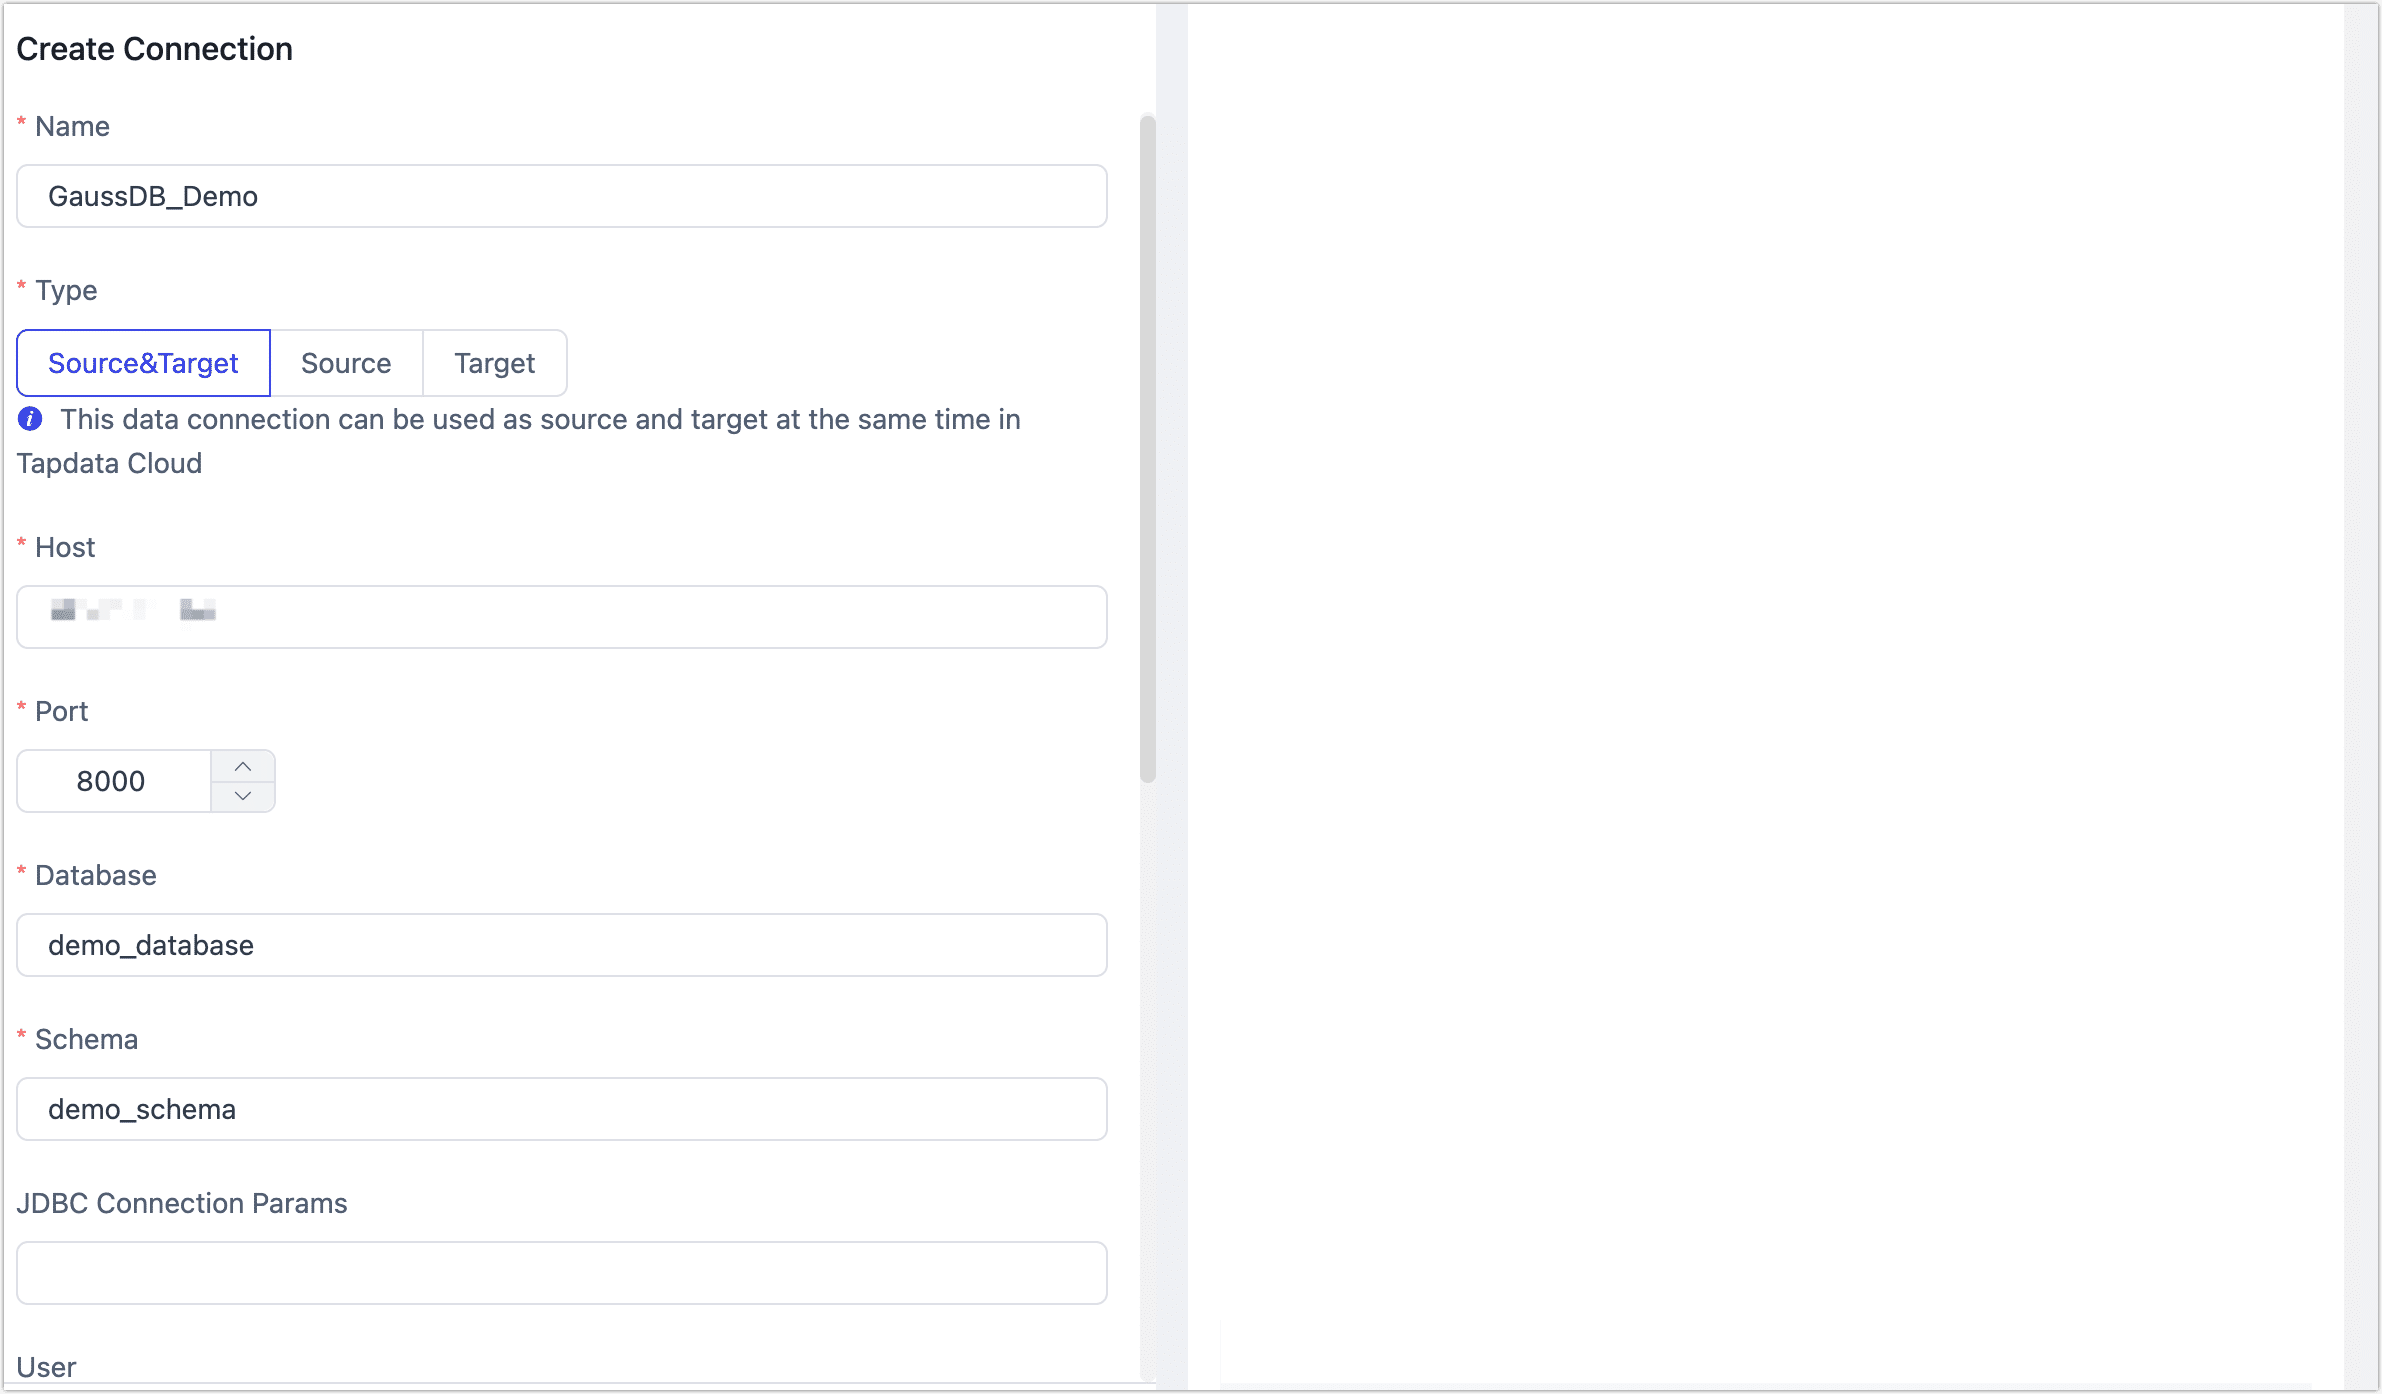 Create Connection
* Name
GaussDB_Demo
* Type
Source&Target Source Target
This data connection can be used as source and target at the same time in
Tapdata Cloud
* Host
* Port
8000
* Database
demo_database
* Schema
demo_schema
JDBC Connection Params
User